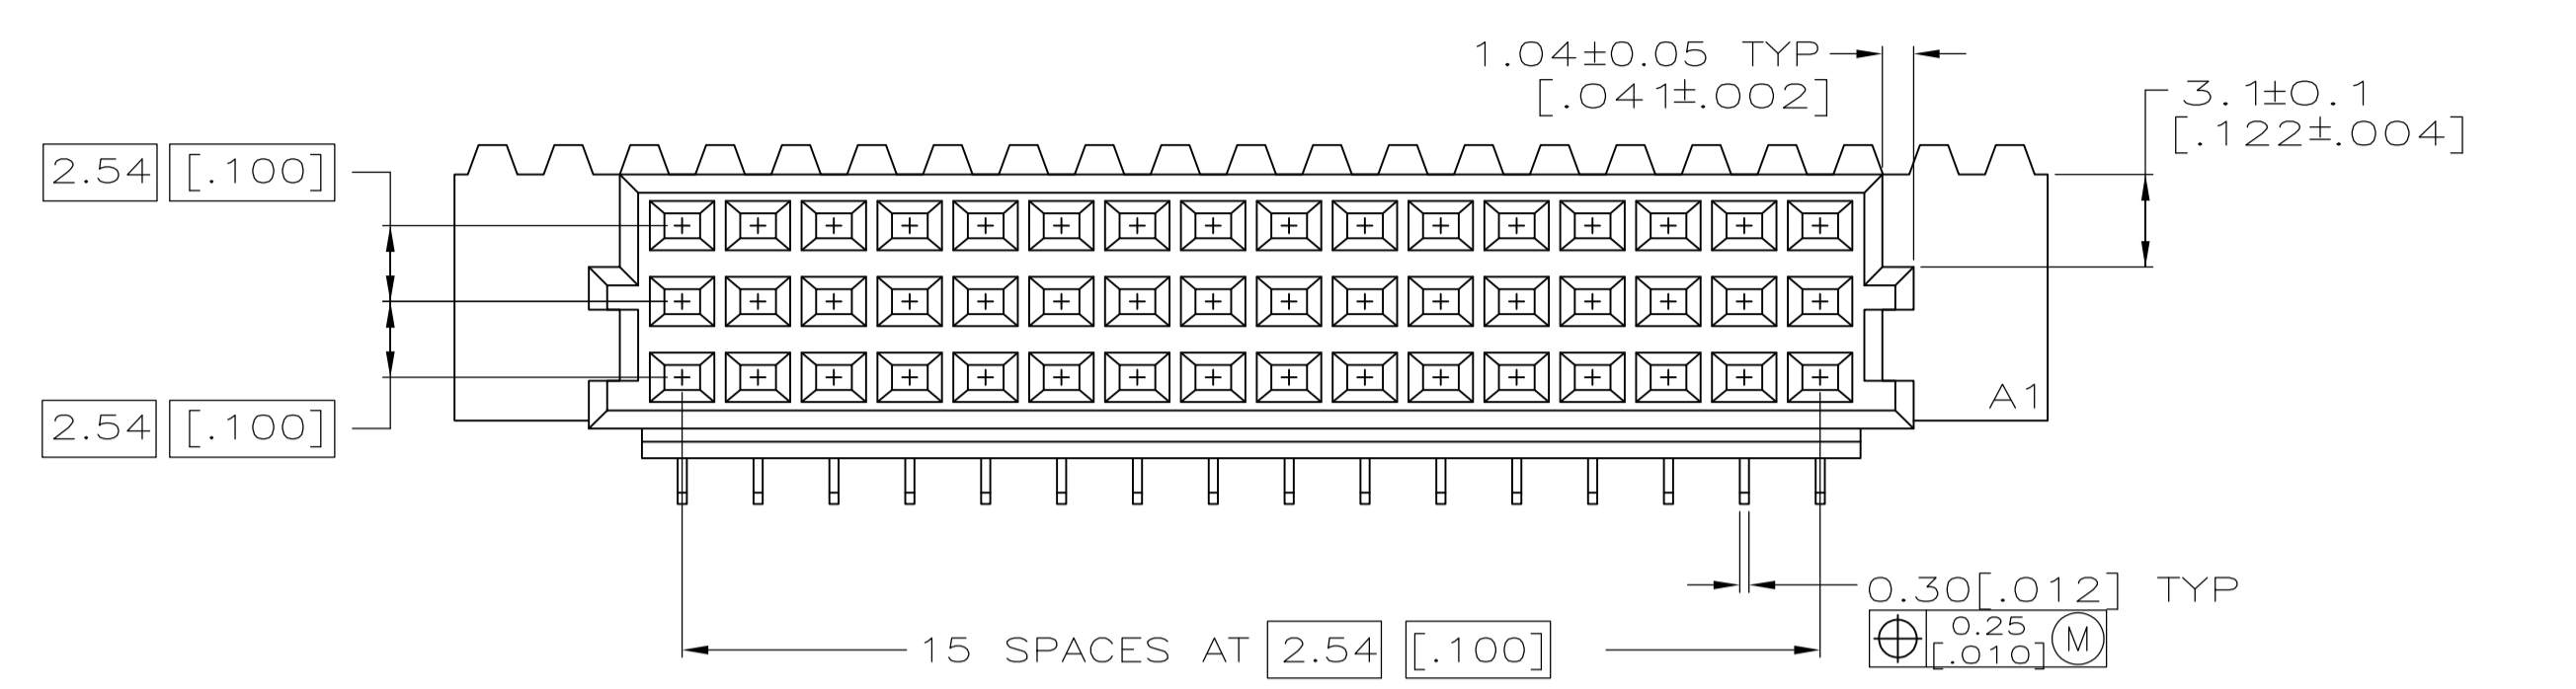 1.04±0.05 TYP
[.041±.002]
3.1±0.1
[.122±.004]
2.54 [.100]
A1
2.54 [.100]
0.30[.012] TYP
0.25
[.010] M
15 SPACES AT 2.54 [.100]